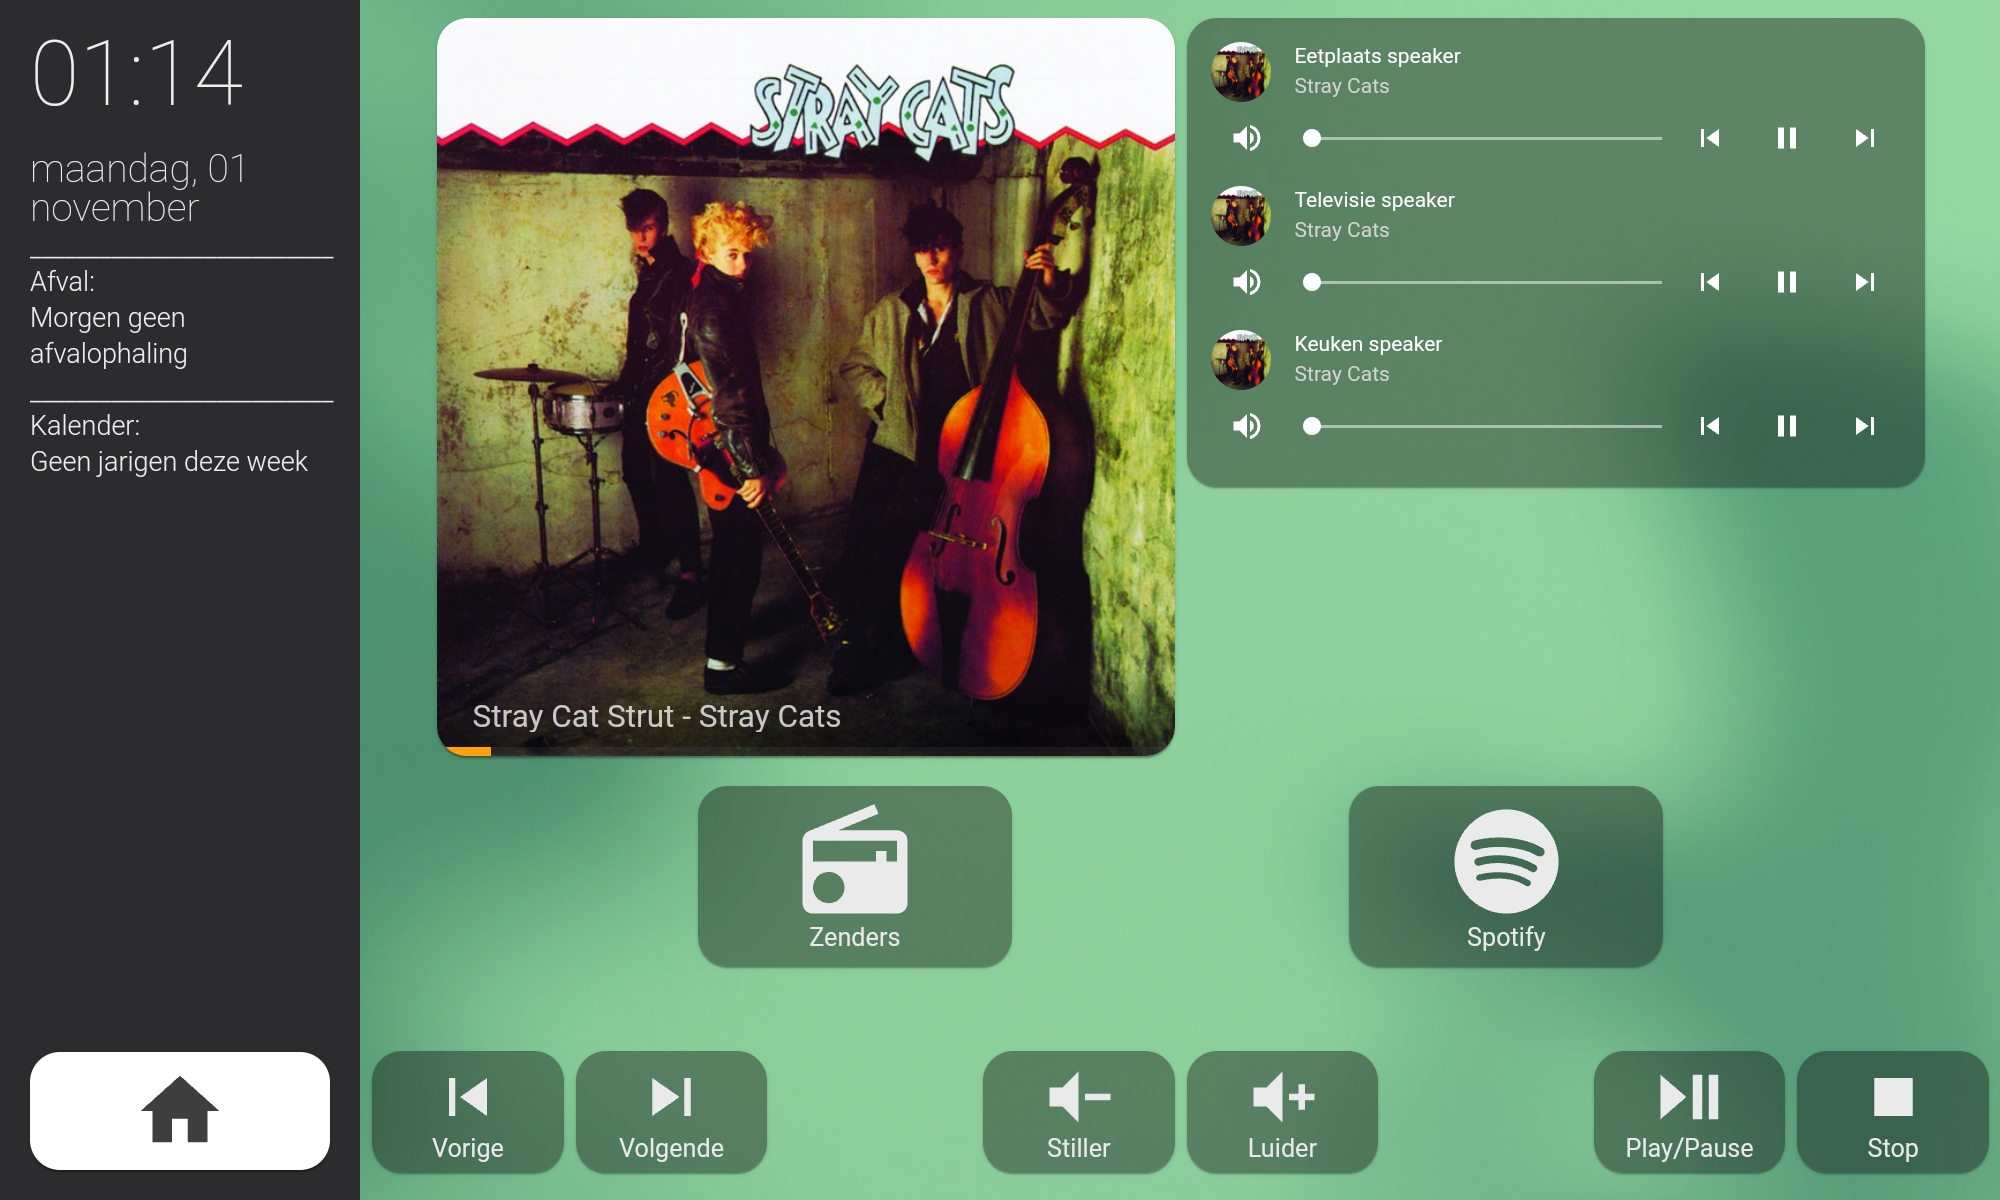 01:14
maandag, 01
november
Afval:
Morgen geen
afvalophaling
Kalender:
Geen jarigen deze week
STRAY CATS
Stray Cat Strut - Stray Cats
Eetplaats speaker
Stray Cats
Televisie speaker
Stray Cats
Keuken speaker
Stray Cats
Zenders
Spotify
Vorige
Volgende
Stiller
Luider
Play/Pause
Stop